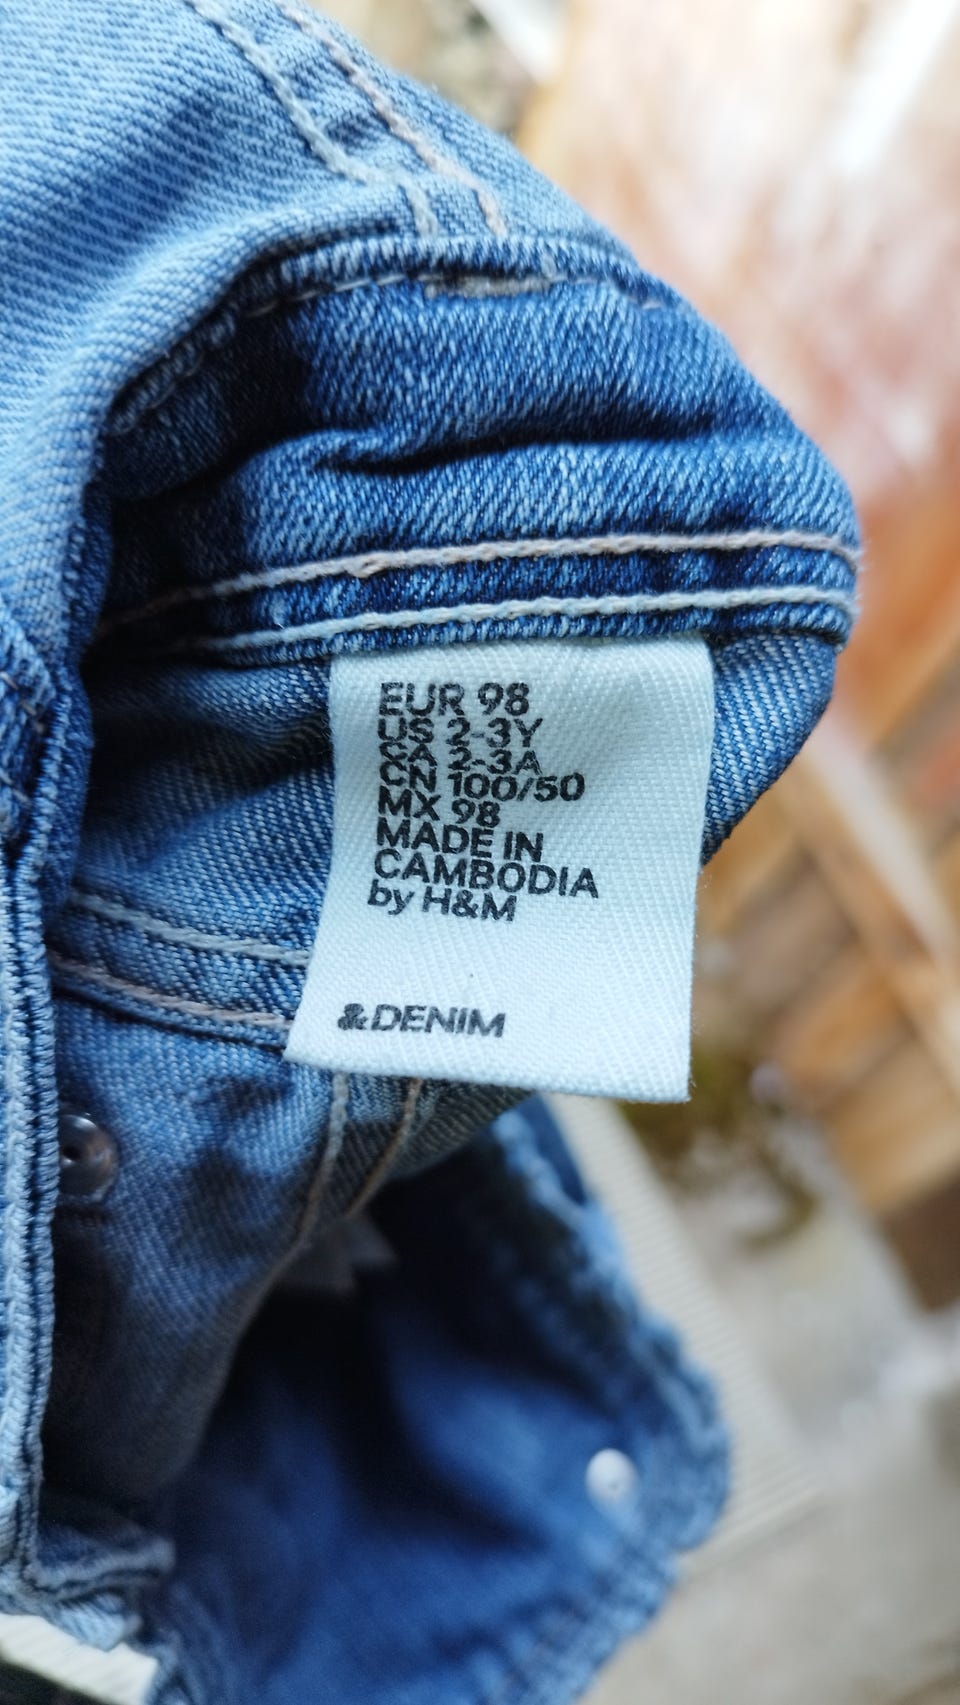 EUR 98
US 2-3Y
CA 2-3A
CN 100/50
MX 98
MADE IN
CAMBODIA
by H&M
&DENIM